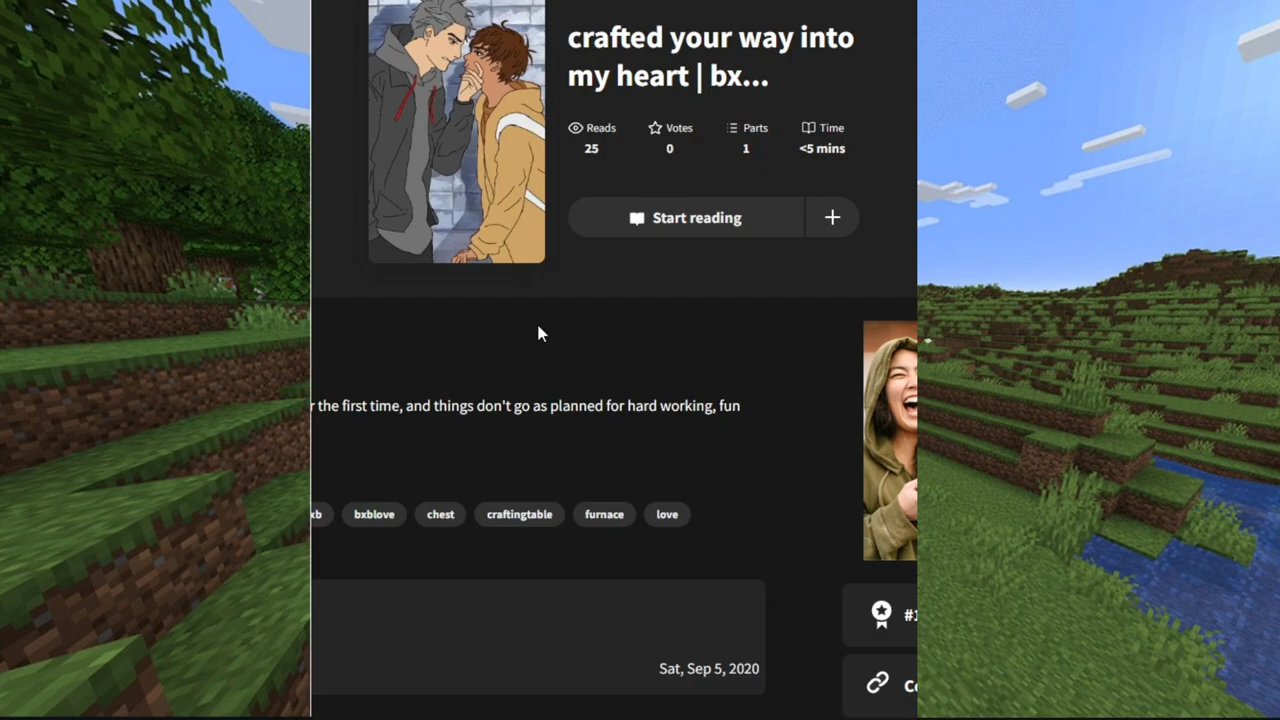 crafted your way into
my heart | bx...
Reads Votes Parts Time
25 0 1 <5 mins
Start reading
the first time, and things don't go as planned for hard working, fun
xb bxblove chest craftingtable furnace love
Sat, Sep 5, 2020